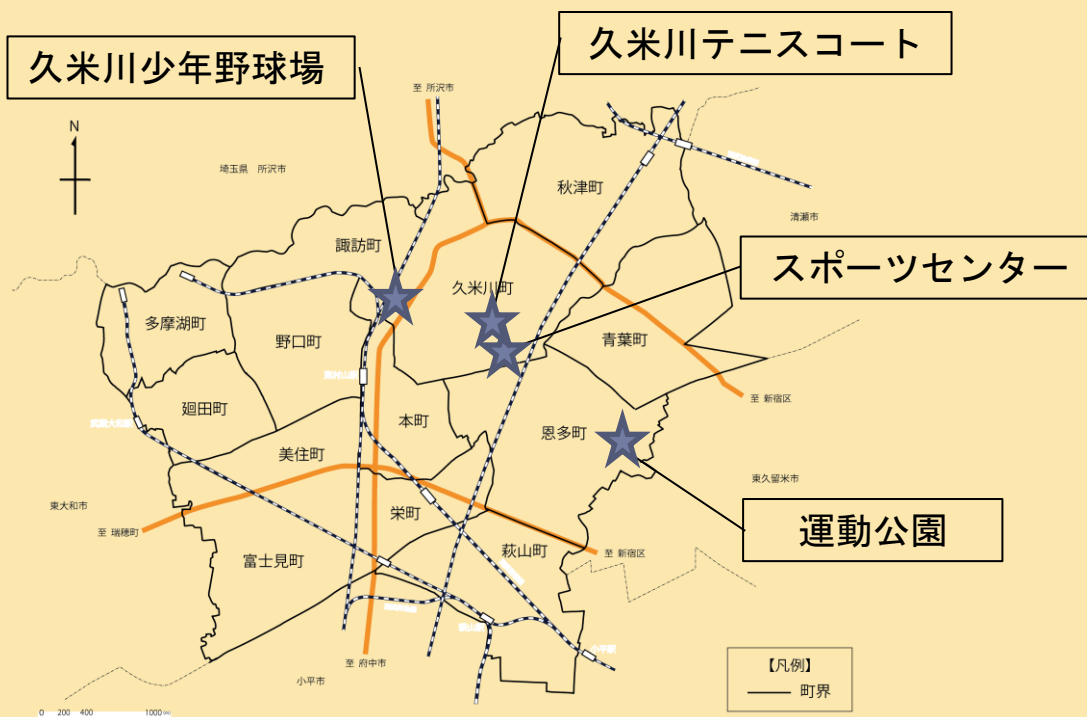 久米川少年野球場
久米川テニスコート
至 所沢市
N
埼玉県 所沢市
秋津町
清瀬市
諏訪町
スポーツセンター
久米川町
多摩湖町
野口町
青葉町
廻田町
至 新宿区
本町
恩多町
美住町
東久留米市
東大和市
至 瑞穂町
栄町
運動公園
富士見町
萩山町
至 新宿区
小平駅
至 府中市
小平市
【凡例】
町界
0 200 400 1000(m)